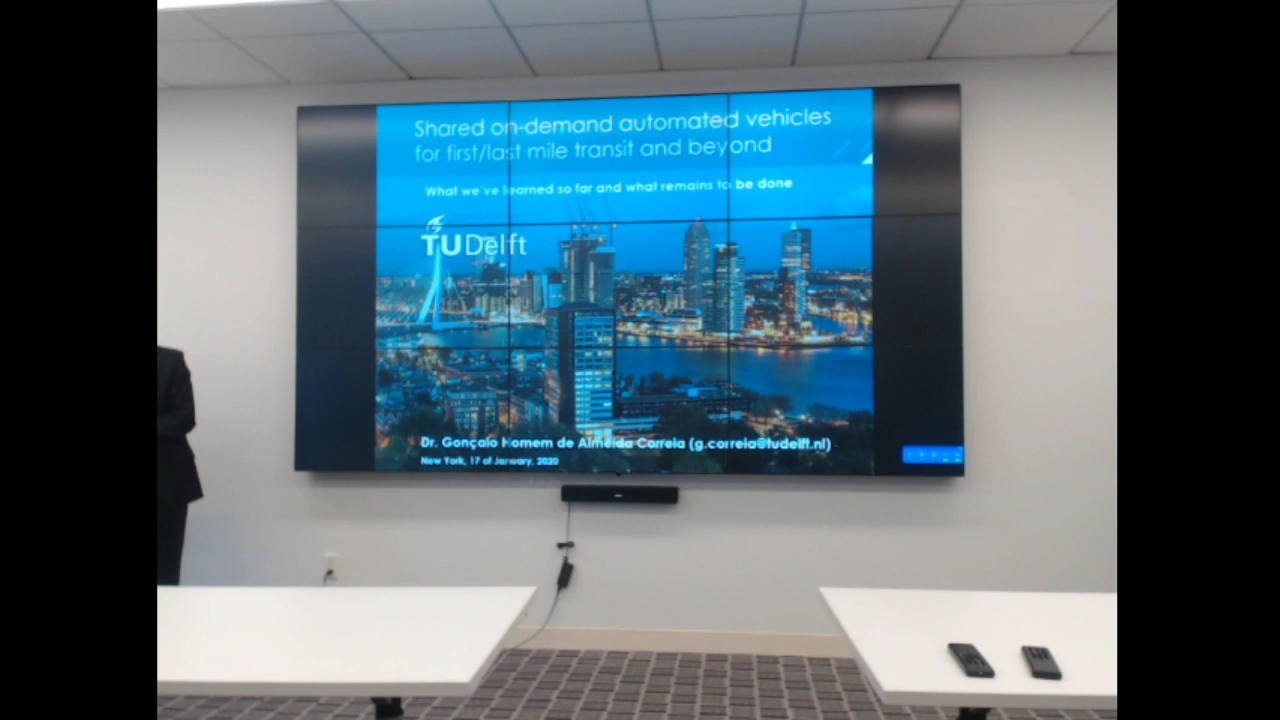 Shared on-demand automated vehicles
for first/last mile transit and beyond
What we've learned so far and what remains to be done
TUDelft
Dr. Gonçalo Homem de Almeida Correia (g.correia@tudelft.nl)
New York, 17 of January, 2020